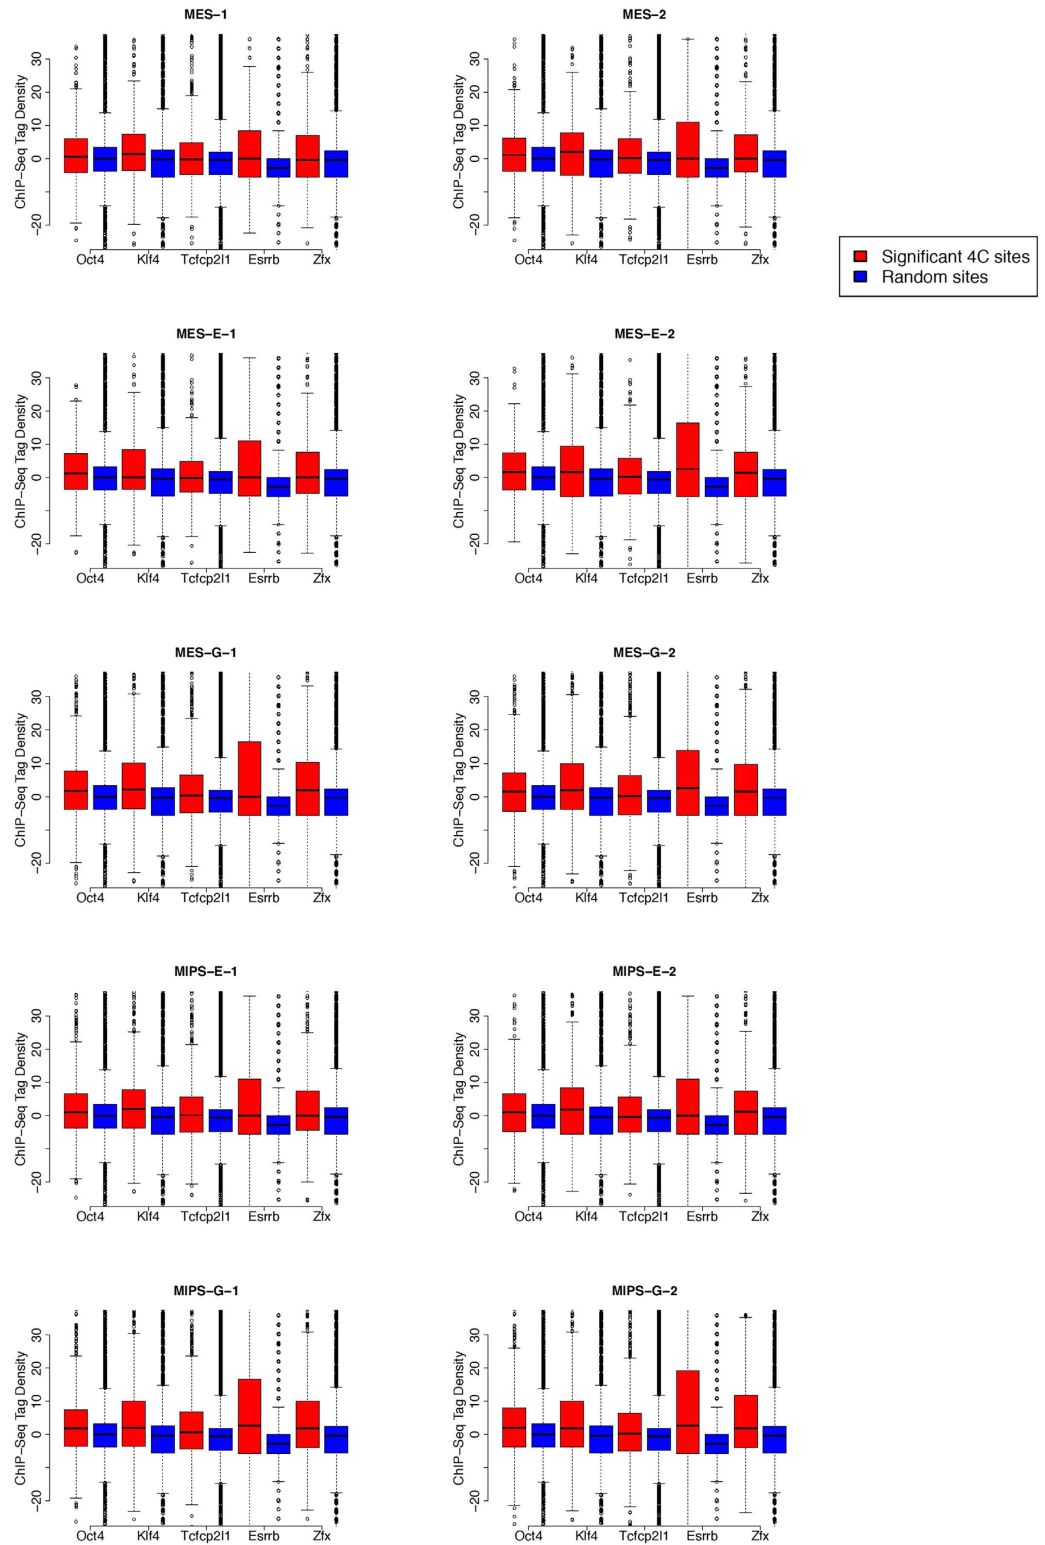 MES−1
MES−2
ChIP−Seq Tag Density
30
20
10
0
−20
Oct4 Klf4 Tcfcp2l1 Esrrb Zfx
ChIP−Seq Tag Density
30
20
10
0
−20
Oct4 Klf4 Tcfcp2l1 Esrrb Zfx
Significant 4C sites
Random sites
MES−E−1
MES−E−2
ChIP−Seq Tag Density
30
20
10
0
−20
Oct4 Klf4 Tcfcp2l1 Esrrb Zfx
ChIP−Seq Tag Density
30
20
10
0
−20
Oct4 Klf4 Tcfcp2l1 Esrrb Zfx
MES−G−1
MES−G−2
ChIP−Seq Tag Density
30
20
10
0
−20
Oct4 Klf4 Tcfcp2l1 Esrrb Zfx
ChIP−Seq Tag Density
30
20
10
0
−20
Oct4 Klf4 Tcfcp2l1 Esrrb Zfx
MIPS−E−1
MIPS−E−2
ChIP−Seq Tag Density
30
20
10
0
−20
Oct4 Klf4 Tcfcp2l1 Esrrb Zfx
ChIP−Seq Tag Density
30
20
10
0
−20
Oct4 Klf4 Tcfcp2l1 Esrrb Zfx
MIPS−G−1
MIPS−G−2
ChIP−Seq Tag Density
30
20
10
0
−20
Oct4 Klf4 Tcfcp2l1 Esrrb Zfx
ChIP−Seq Tag Density
30
20
10
0
−20
Oct4 Klf4 Tcfcp2l1 Esrrb Zfx